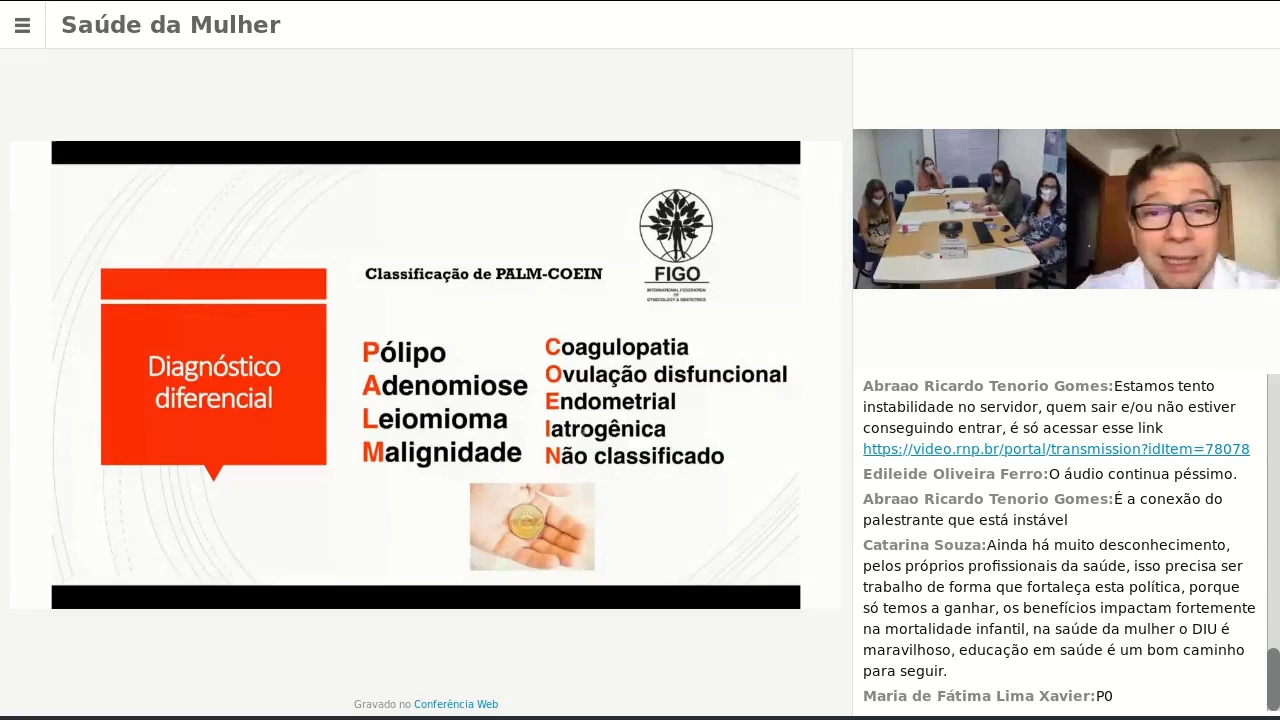 Saúde da Mulher
Classificação de PALM-COEIN
FIGO
INTERNATIONAL FEDERATION
OF
GYNECOLOGY & OBSTETRICS
Diagnóstico
diferencial
Pólipo
Adenomiose
Leiomioma
Malignidade
Coagulopatia
Ovulação disfuncional
Endometrial
Iatrogênica
Não classificado
Gravado no Conferência Web
Abraao Ricardo Tenorio Gomes:Estamos tento
instabilidade no servidor, quem sair e/ou não estiver
conseguindo entrar, é só acessar esse link
https://video.rnp.br/portal/transmission?idItem=78078
Edileide Oliveira Ferro:O áudio continua péssimo.
Abraao Ricardo Tenorio Gomes:É a conexão do
palestrante que está instável
Catarina Souza:Ainda há muito desconhecimento,
pelos próprios profissionais da saúde, isso precisa ser
trabalho de forma que fortaleça esta política, porque
só temos a ganhar, os benefícios impactam fortemente
na mortalidade infantil, na saúde da mulher o DIU é
maravilhoso, educação em saúde é um bom caminho
para seguir.
Maria de Fátima Lima Xavier:P0